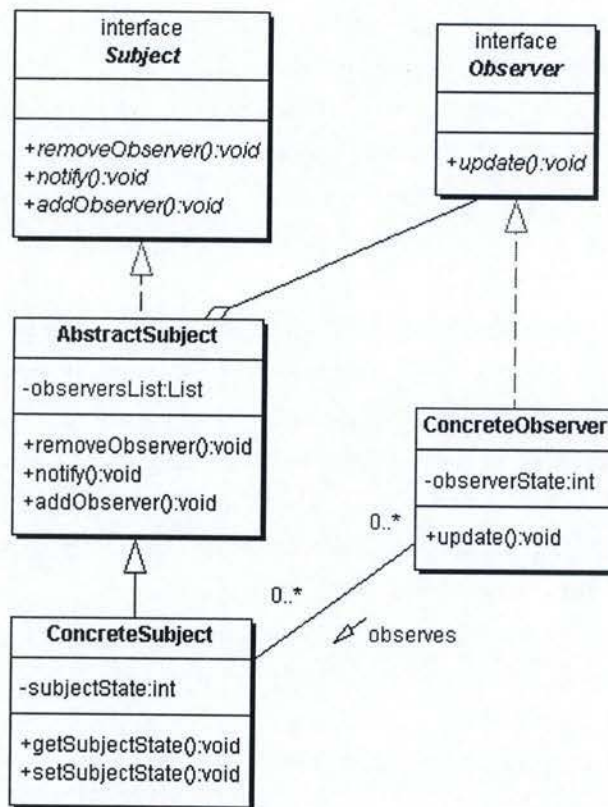 interface
Subject
+removeObserver():void
+notify():void
+addObserver():void
interface
Observer
+update():void
AbstractSubject
-observersList:List
+removeObserver():void
+notify():void
+addObserver():void
ConcreteObserver
-observerState:int
+update():void
0..*
0..*
observes
ConcreteSubject
-subjectState:int
+getSubjectState():void
+setSubjectState():void